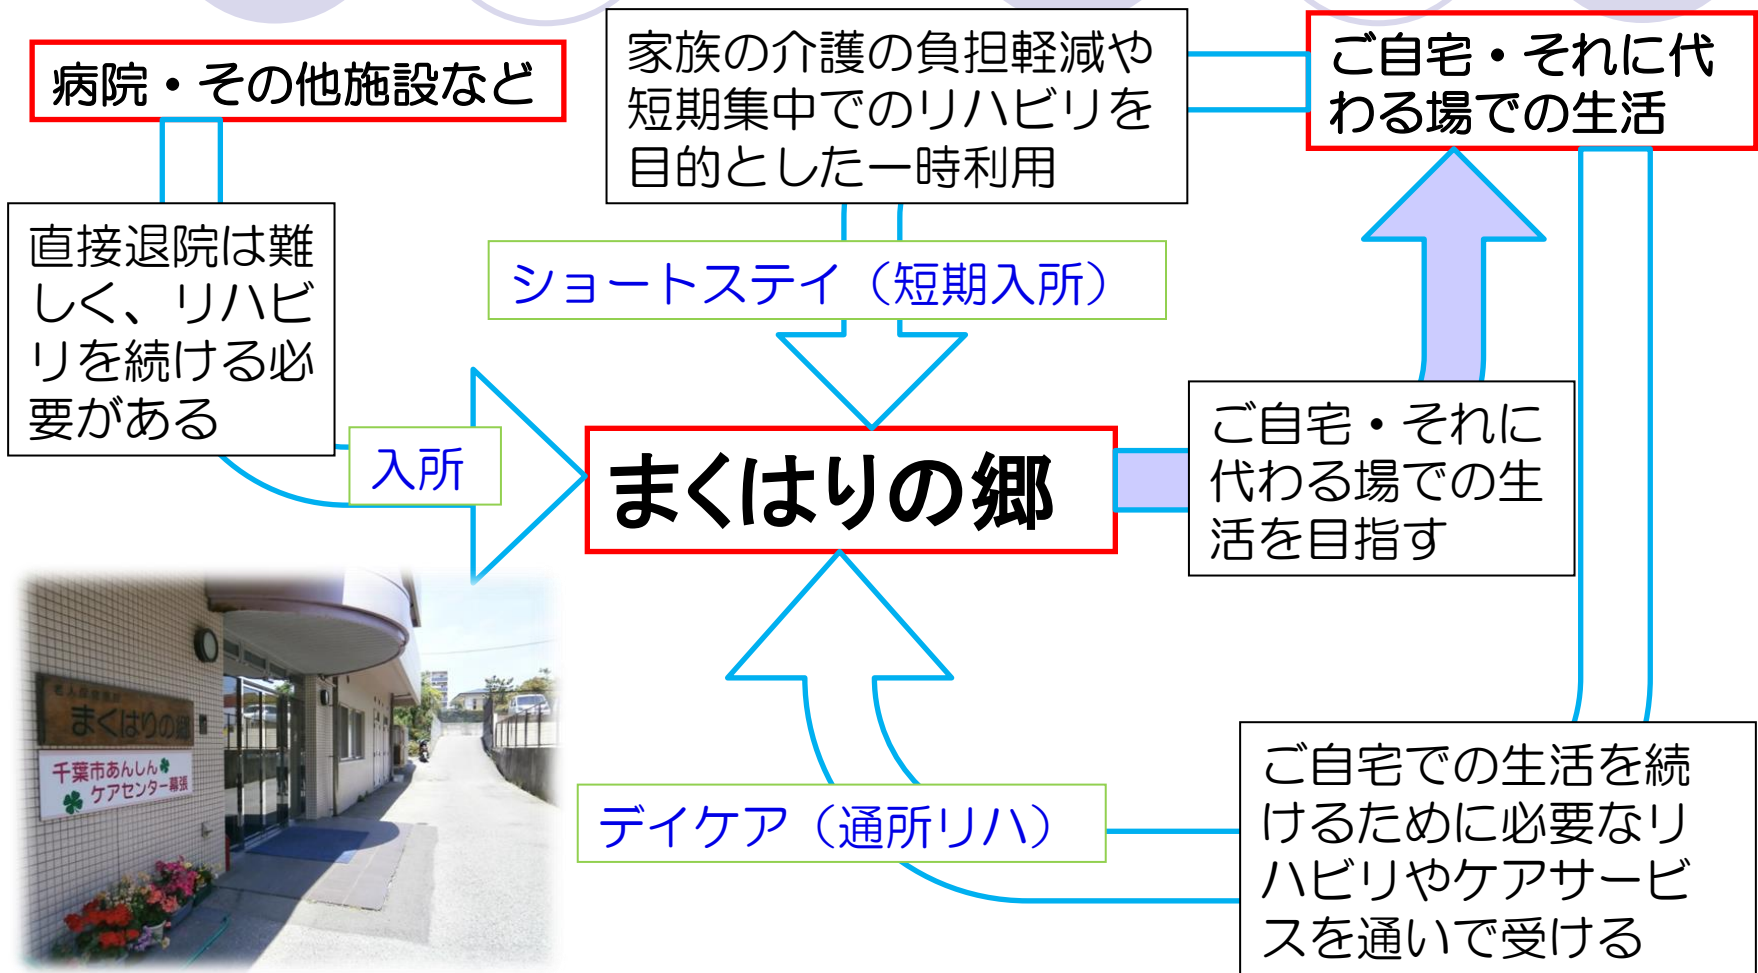 病院・その他施設など
家族の介護の負担軽減や
短期集中でのリハビリを
目的とした一時利用
ご自宅・それに代
わる場での生活
直接退院は難
しく、リハビ
リを続ける必
要がある
ショートステイ（短期入所）
入所
まくはりの郷
ご自宅・それに
代わる場での生
活を目指す
まくはりの郷
千葉市あんしん
ケアセンター幕張
デイケア（通所リハ）
ご自宅での生活を続
けるために必要なリ
ハビリやケアサービ
スを通いで受ける